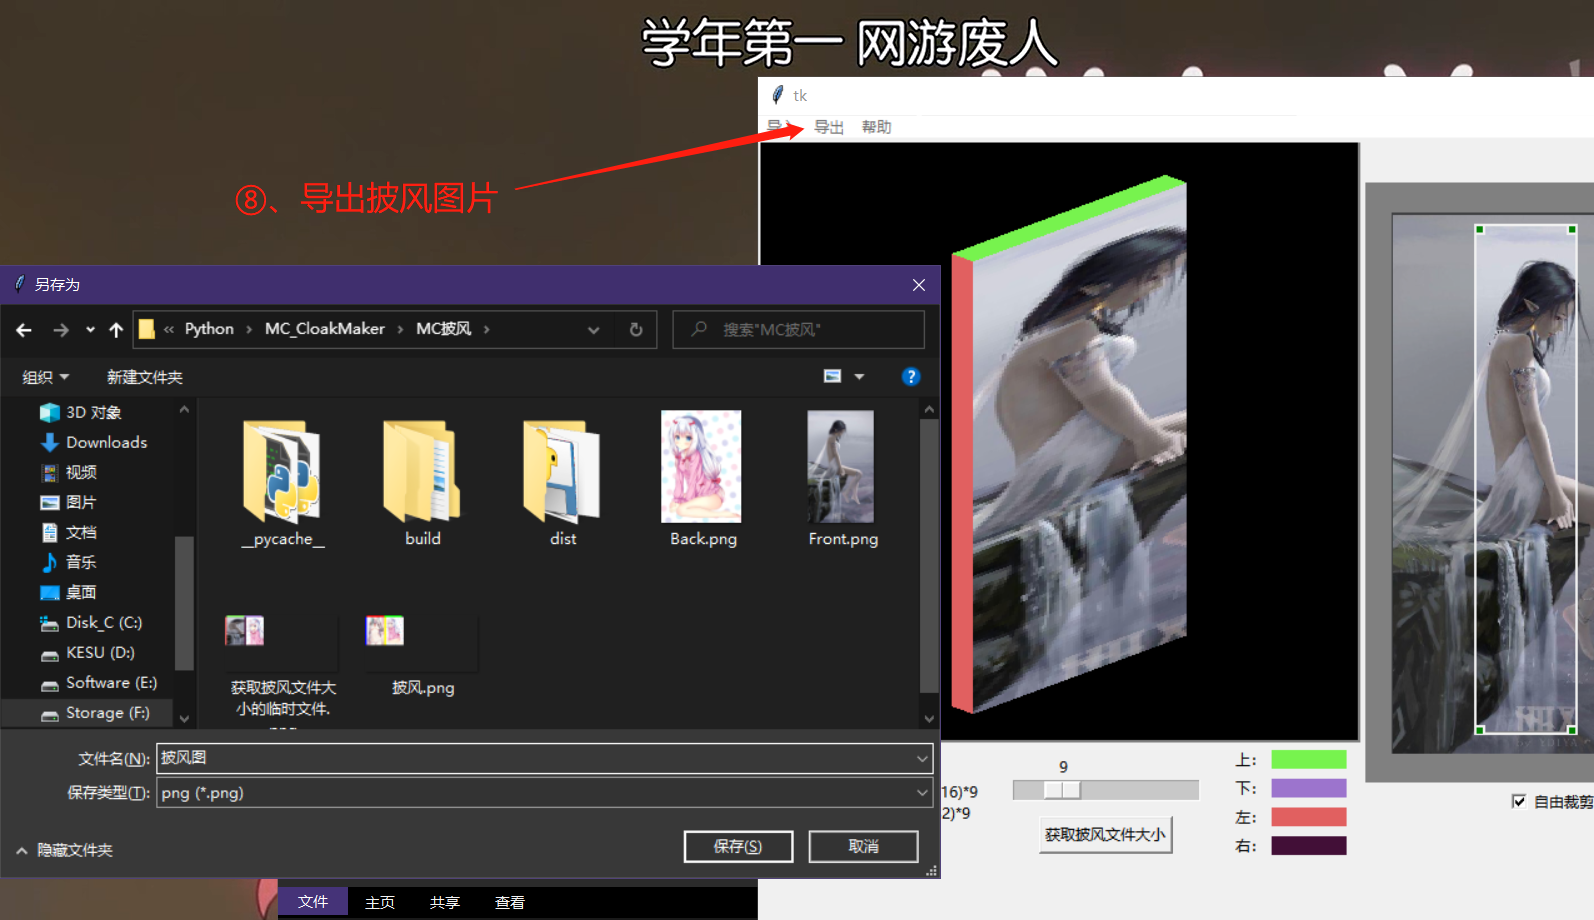 学年第一 网游废人
tk
导出 帮助
⑧、导出披风图片
另存为
« Python › MC_CloakMaker › MC披风 ›
搜索"MC披风"
组织 新建文件夹
3D 对象
Downloads
视频
图片
文档
音乐
桌面
Disk_C (C:)
KESU (D:)
Software (E:)
Storage (F:)
__pycache__
build
dist
Back.png
Front.png
获取披风文件大
小的临时文件.
披风.png
文件名(N): 披风图
保存类型(T): png (*.png)
隐藏文件夹
保存(S) 取消
16)*9
2)*9
9
获取披风文件大小
上:
下:
左:
右:
自由裁剪
文件 主页 共享 查看